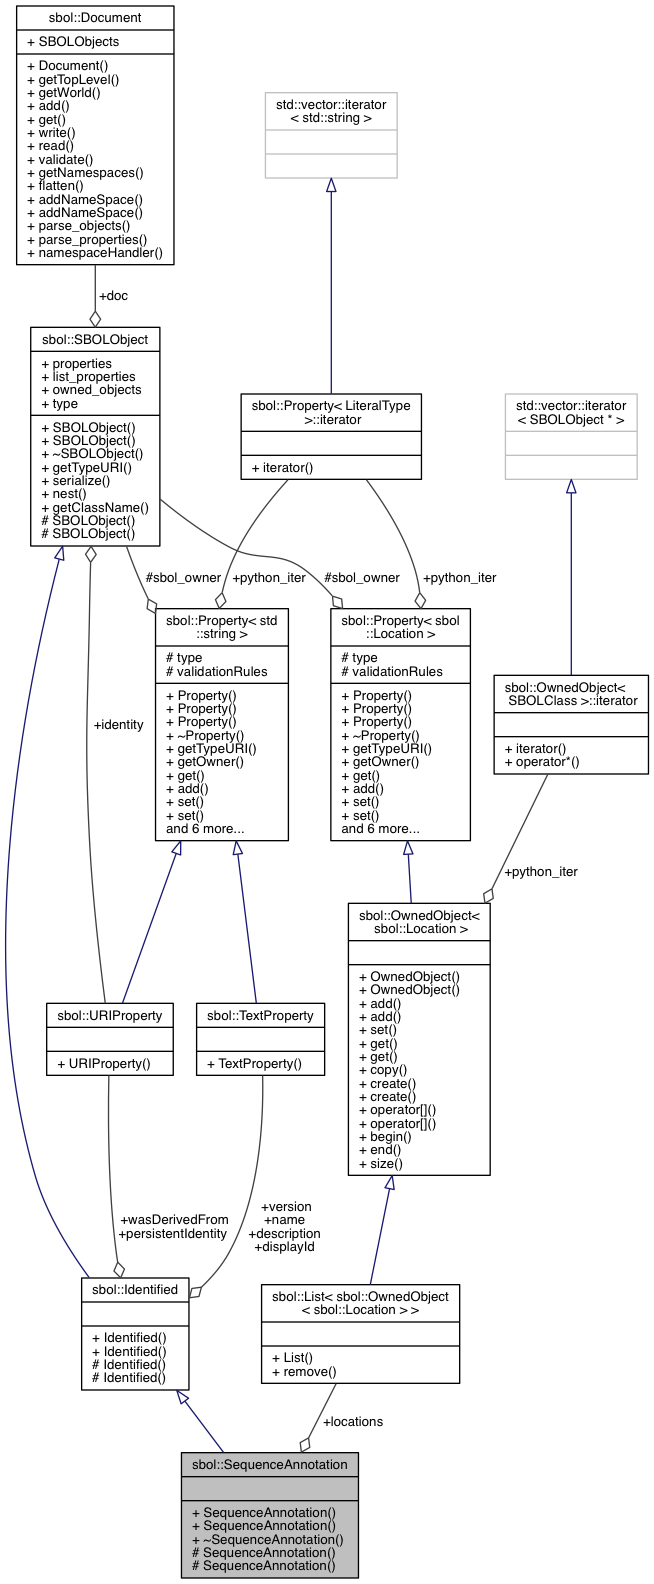 sbol::Document
+ SBOLObjects
+ Document()
+ getTopLevel()
+ getWorld()
+ add()
+ get()
+ write()
+ read()
+ validate()
+ getNamespaces()
+ flatten()
+ addNameSpace()
+ addNameSpace()
+ parse_objects()
+ parse_properties()
+ namespaceHandler()
std::vector::iterator
< std::string >
+doc
sbol::SBOLObject
+ properties
+ list_properties
+ owned_objects
+ type
+ SBOLObject()
+ SBOLObject()
+ ~SBOLObject()
+ getTypeURI()
+ serialize()
+ nest()
+ getClassName()
# SBOLObject()
# SBOLObject()
sbol::Property< LiteralType
>::iterator
+ iterator()
std::vector::iterator
< SBOLObject * >
#sbol_owner
+python_iter
#sbol_owner
+python_iter
sbol::Property< std
::string >
# type
# validationRules
+ Property()
+ Property()
+ Property()
+ ~Property()
+ getTypeURI()
+ getOwner()
+ get()
+ add()
+ set()
+ set()
and 6 more...
sbol::Property< sbol
::Location >
# type
# validationRules
+ Property()
+ Property()
+ Property()
+ ~Property()
+ getTypeURI()
+ getOwner()
+ get()
+ add()
+ set()
+ set()
and 6 more...
sbol::OwnedObject<
SBOLClass >::iterator
+ iterator()
+ operator*()
+identity
+python_iter
sbol::OwnedObject<
sbol::Location >
+ OwnedObject()
+ OwnedObject()
+ add()
+ add()
+ set()
+ get()
+ get()
+ copy()
+ create()
+ create()
+ operator[]()
+ operator[]()
+ begin()
+ end()
+ size()
sbol::URIProperty
+ URIProperty()
sbol::TextProperty
+ TextProperty()
+wasDerivedFrom
+persistentIdentity
+version
+name
+description
+displayId
sbol::Identified
+ Identified()
+ Identified()
# Identified()
# Identified()
sbol::List< sbol::OwnedObject
< sbol::Location > >
+ List()
+ remove()
+locations
sbol::SequenceAnnotation
+ SequenceAnnotation()
+ SequenceAnnotation()
+ ~SequenceAnnotation()
# SequenceAnnotation()
# SequenceAnnotation()